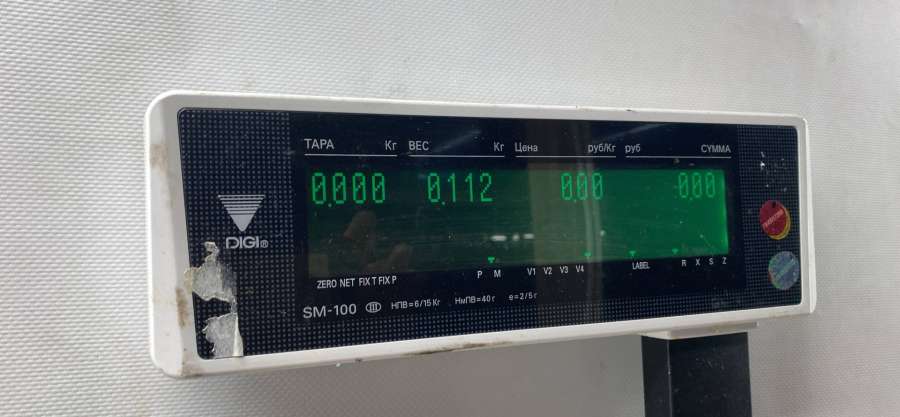 ТАРА Кг ВЕС Кг Цена руб/Кг руб СУММА
0.000 0.112 0.00 0.00
DIGI®
ZERO NET FIX T FIX P P M V1 V2 V3 V4 LABEL R X S Z
SM-100 III НПВ=6/15 Кг НмПВ=40 г e=2/5 г